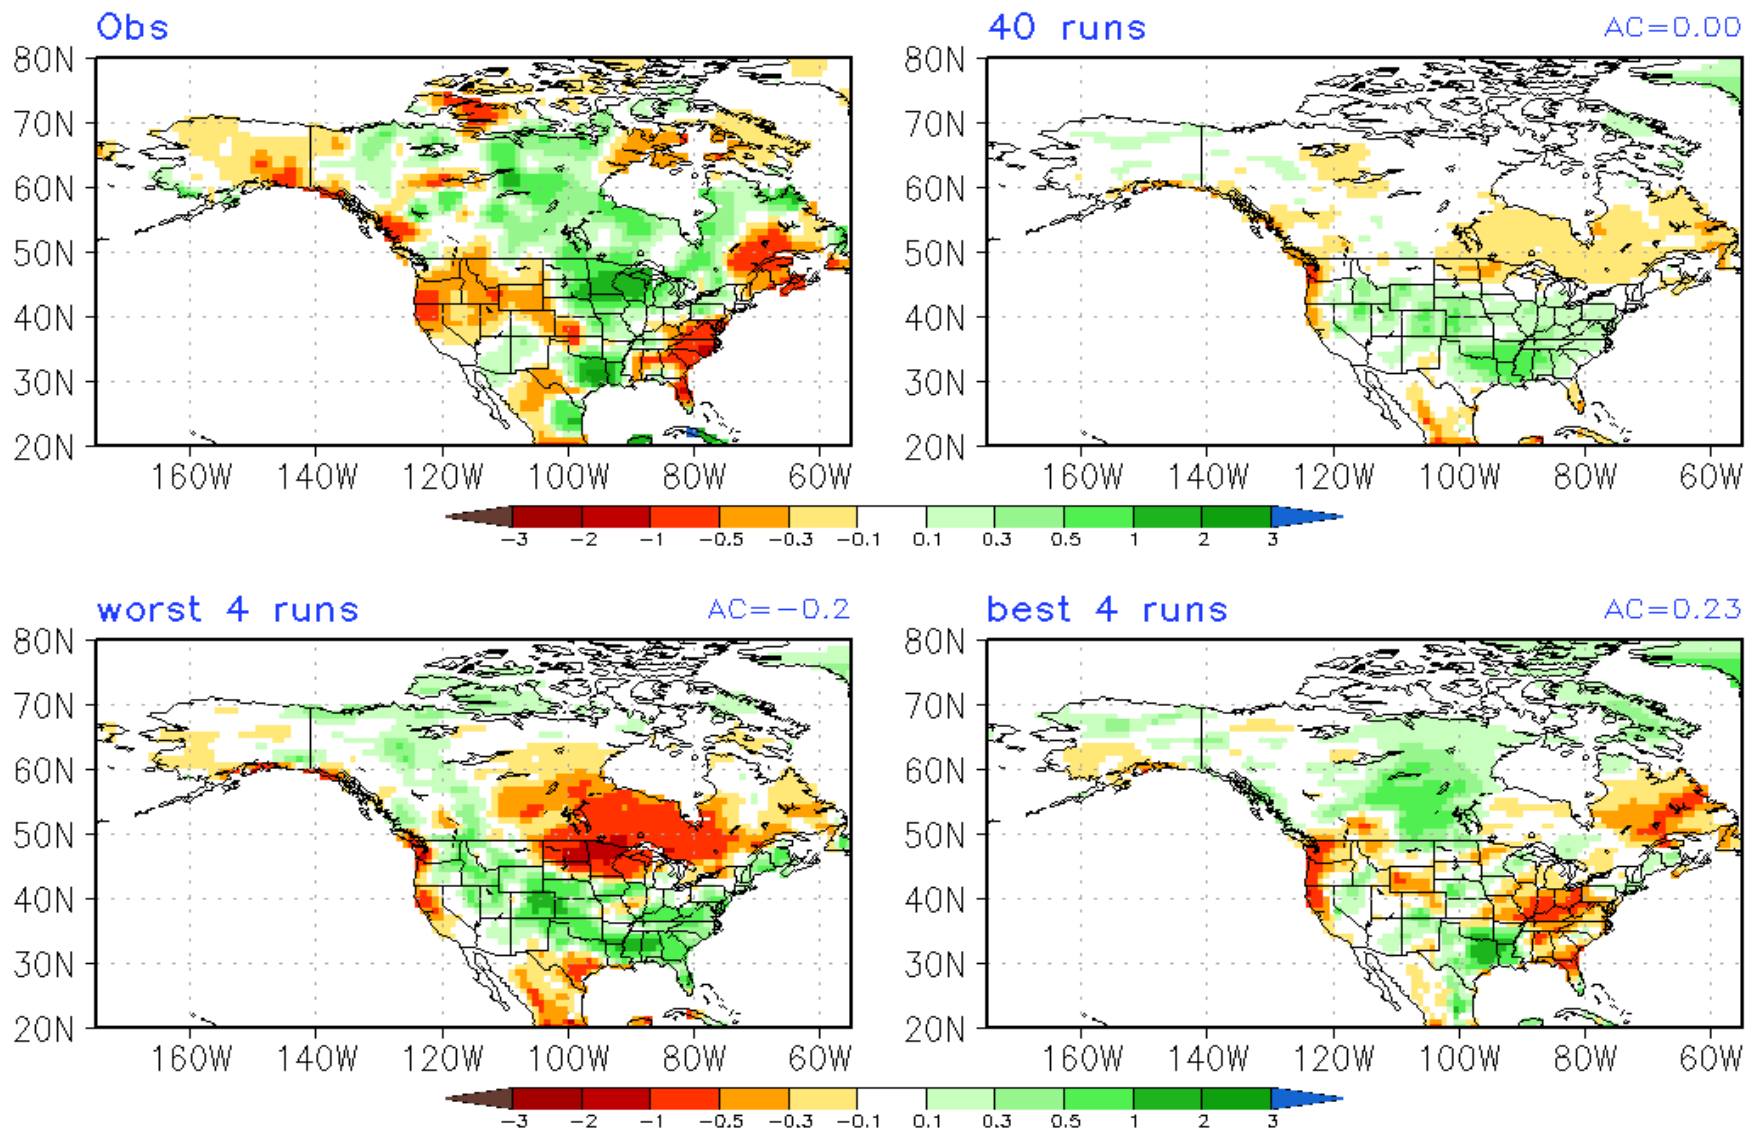 Obs
40 runs AC=0.00
80N 80N
70N 70N
60N 60N
50N 50N
40N 40N
30N 30N
20N 20N
160W 140W 120W 100W 80W 60W 160W 140W 120W 100W 80W 60W
-3 -2 -1 -0.5 -0.3 -0.1 0.1 0.3 0.5 1 2 3
worst 4 runs AC=-0.2
best 4 runs AC=0.23
80N 80N
70N 70N
60N 60N
50N 50N
40N 40N
30N 30N
20N 20N
160W 140W 120W 100W 80W 60W 160W 140W 120W 100W 80W 60W
-3 -2 -1 -0.5 -0.3 -0.1 0.1 0.3 0.5 1 2 3